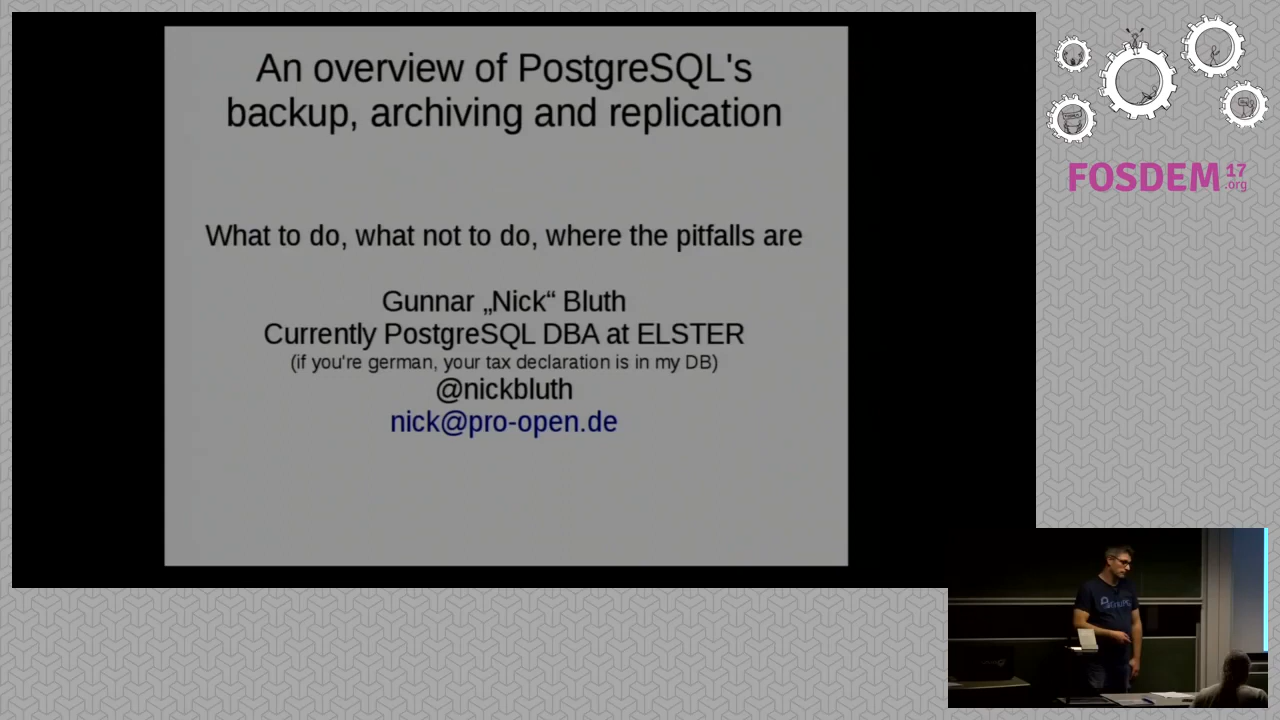 An overview of PostgreSQL's
backup, archiving and replication
What to do, what not to do, where the pitfalls are
Gunnar „Nick“ Bluth
Currently PostgreSQL DBA at ELSTER
(if you're german, your tax declaration is in my DB)
@nickbluth
nick@pro-open.de
FOSDEM 17
.org